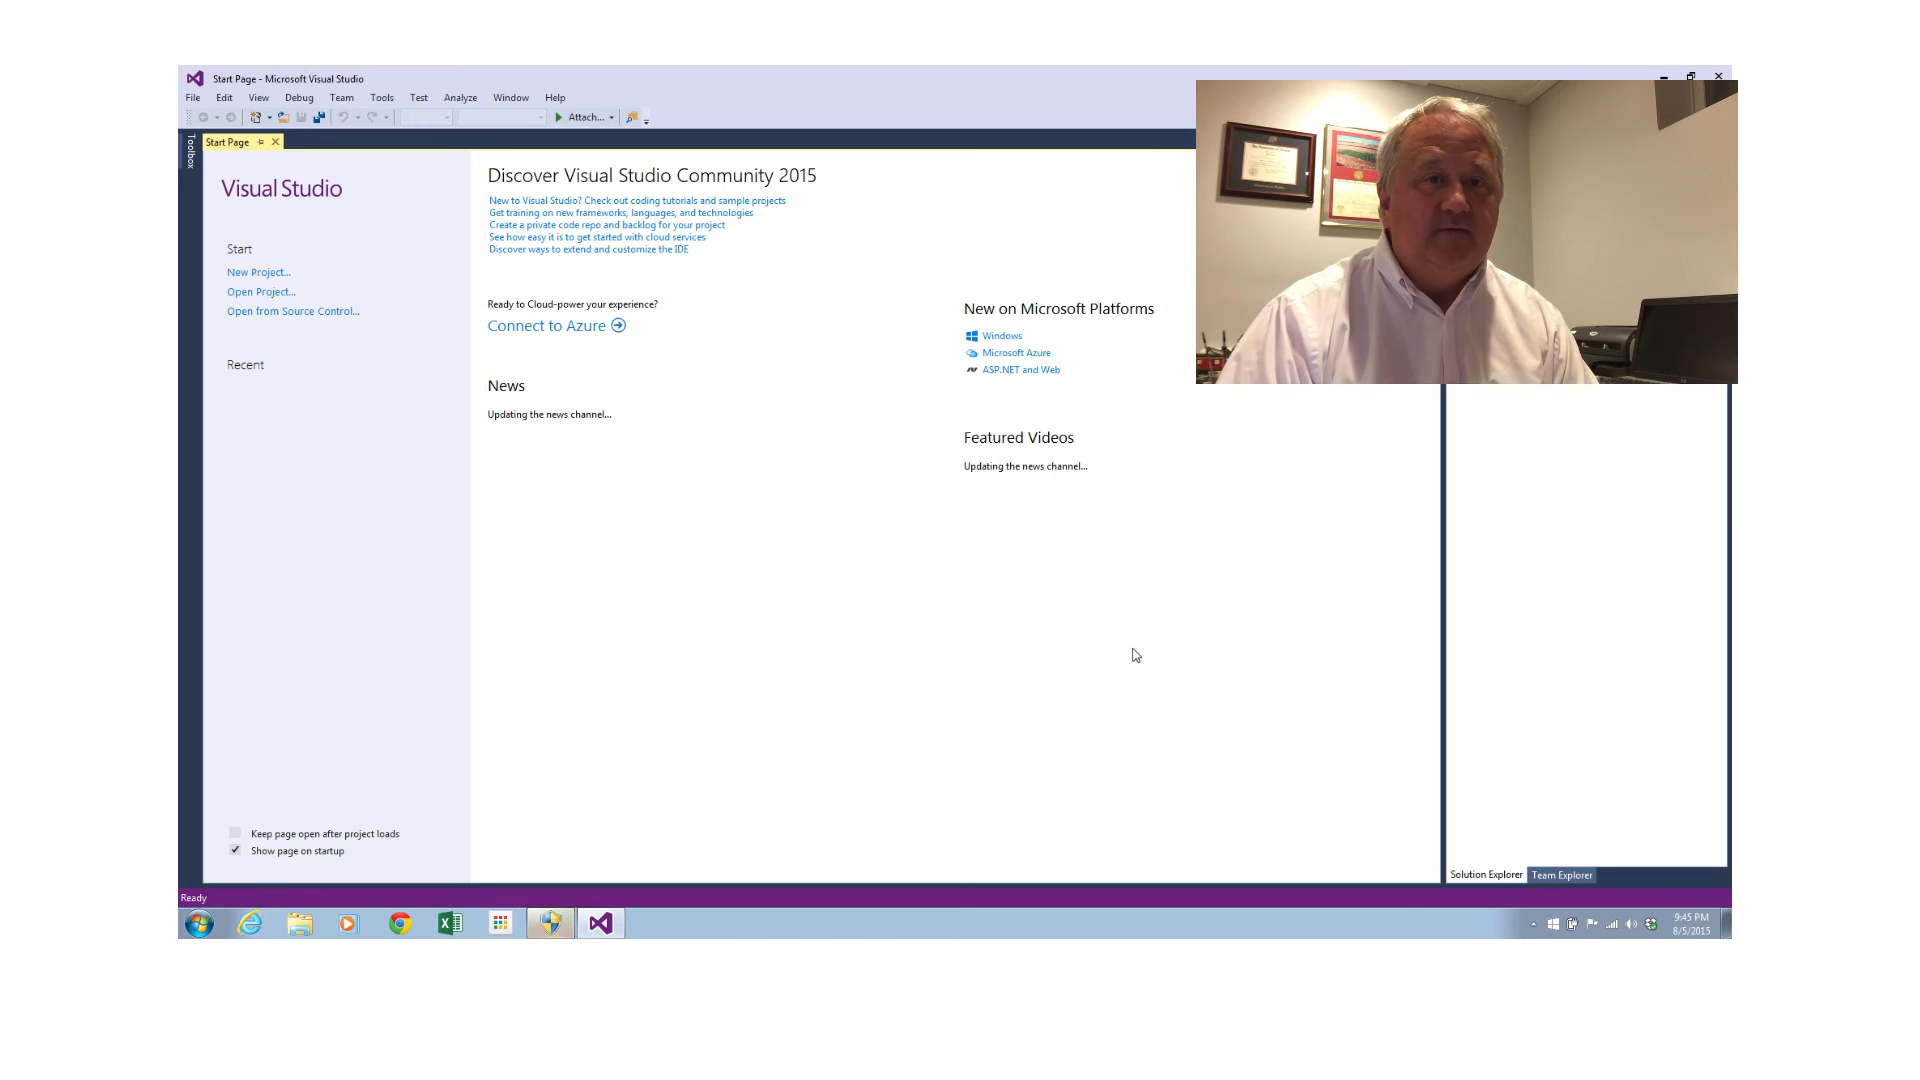 Start Page - Microsoft Visual Studio
File Edit View Debug Team Tools Test Analyze Window Help
Attach...
Toolbox
Start Page
Visual Studio
Start
New Project...
Open Project...
Open from Source Control...
Recent
Keep page open after project loads
Show page on startup
Discover Visual Studio Community 2015
New to Visual Studio? Check out coding tutorials and sample projects
Get training on new frameworks, languages, and technologies
Create a private code repo and backlog for your project
See how easy it is to get started with cloud services
Discover ways to extend and customize the IDE
Ready to Cloud-power your experience?
Connect to Azure
News
Updating the news channel...
New on Microsoft Platforms
Windows
Microsoft Azure
ASP.NET and Web
Featured Videos
Updating the news channel...
Solution Explorer Team Explorer
Ready
9:45 PM
8/5/2015